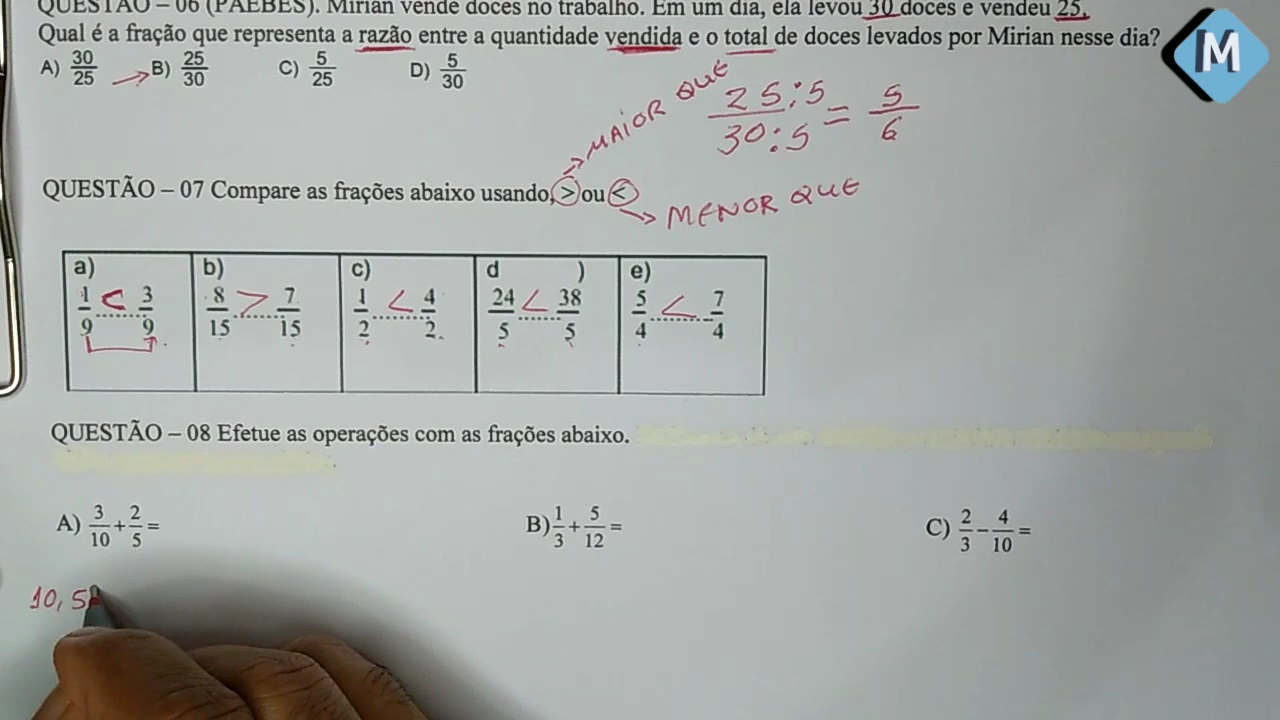 QUESTÃO – 06 (PAEBES). Mirian vende doces no trabalho. Em um dia, ela levou 30 doces e vendeu 25.
Qual é a fração que representa a razão entre a quantidade vendida e o total de doces levados por Mirian nesse dia?
M
A) 30/25 → B) 25/30 C) 5/25 D) 5/30
25:5/30:5 = 5/6
MAIOR QUE
QUESTÃO – 07 Compare as frações abaixo usando, > ou <
MENOR QUE
a) b) c) d ) e)
1/9 < 3/9 8/15 > 7/15 1/2 < 4/2 24/5 < 38/5 5/4 < 7/4
QUESTÃO – 08 Efetue as operações com as frações abaixo.
A) 3/10 + 2/5 = B) 1/3 + 5/12 = C) 2/3 − 4/10 =
10, 5